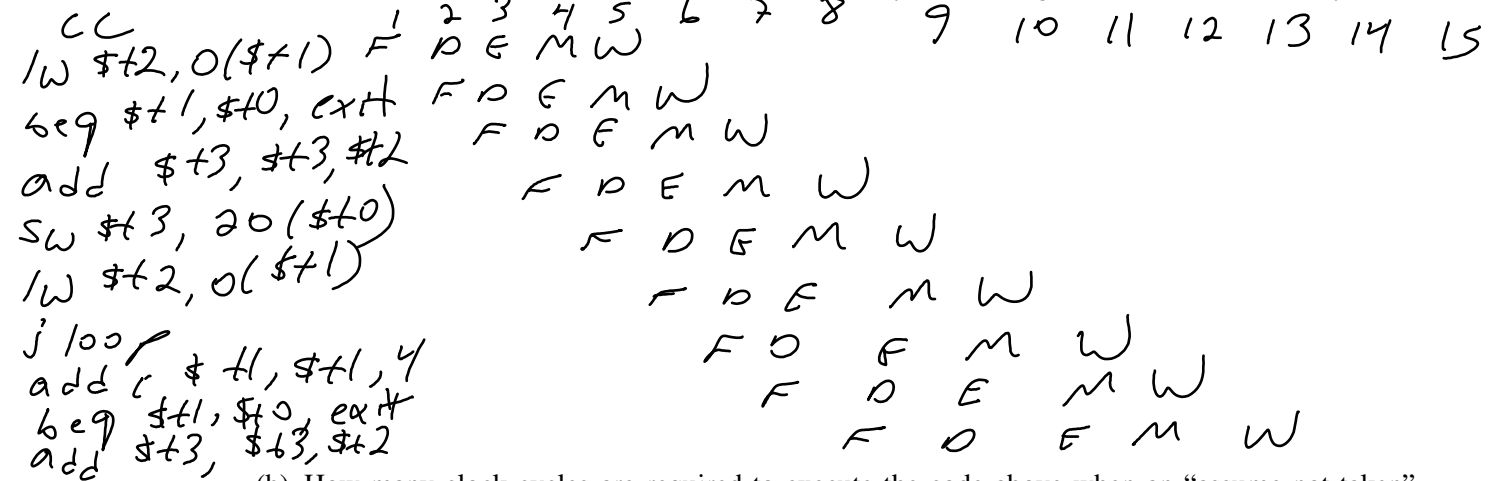 CC 1 2 3 4 5 6 7 8 9 10 11 12 13 14 15
lw $t2, 0($t1) F D E M W
beq $t1, $t0, exit F D E M W
add $t3, $t3, $t2 F D E M W
sw $t3, 20($t0) F D E M W
lw $t2, 0($t1) F D E M W
j loop F D E M W
addi $t1, $t1, 4 F D E M W
beq $t1, $t0, exit F D E M W
add $t3, $t3, $t2 F D E M W
(b) How many clock cycles are required to execute the code above when an "assume not taken"